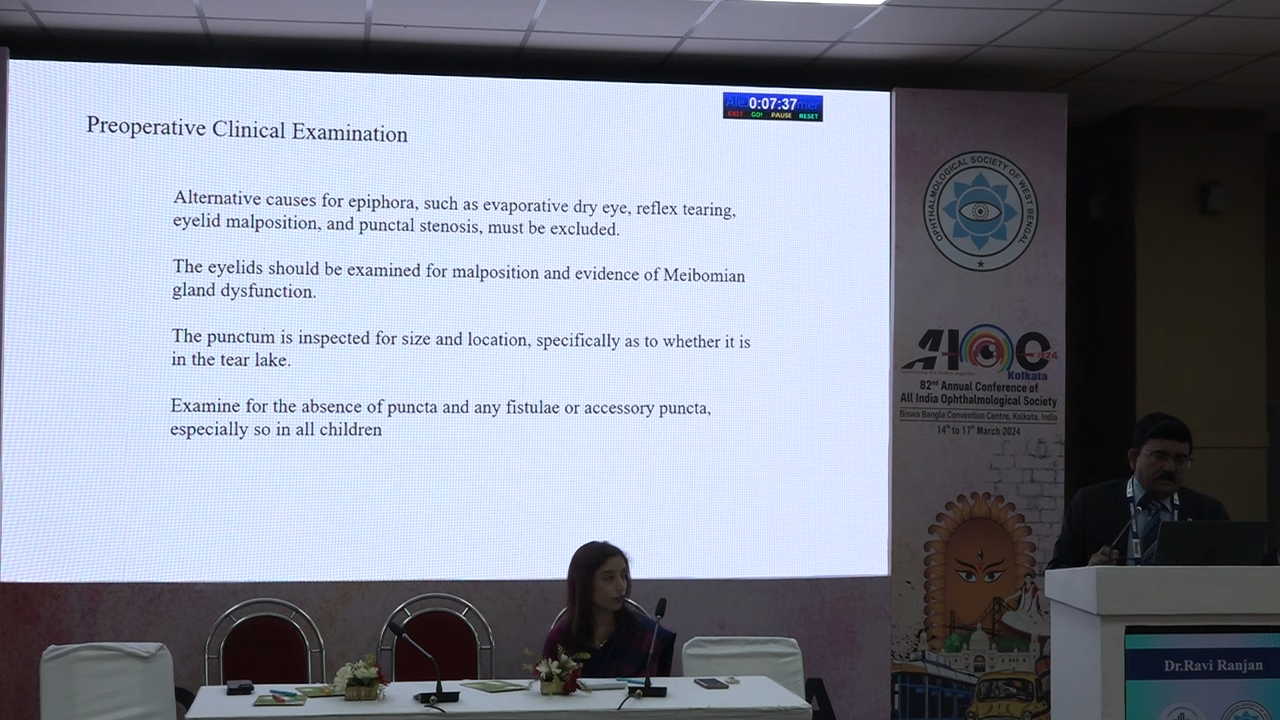 0:07:37
EXIT GO! PAUSE RESET
Preoperative Clinical Examination
Alternative causes for epiphora, such as evaporative dry eye, reflex tearing,
eyelid malposition, and punctal stenosis, must be excluded.
The eyelids should be examined for malposition and evidence of Meibomian
gland dysfunction.
The punctum is inspected for size and location, specifically as to whether it is
in the tear lake.
Examine for the absence of puncta and any fistulae or accessory puncta,
especially so in all children
OPHTHALMOLOGICAL SOCIETY OF WEST BENGAL
AIOC 2024
Kolkata
82nd Annual Conference of
All India Ophthalmological Society
Biswa Bangla Convention Centre, Kolkata, India
14th to 17th March 2024
Dr.Ravi Ranjan